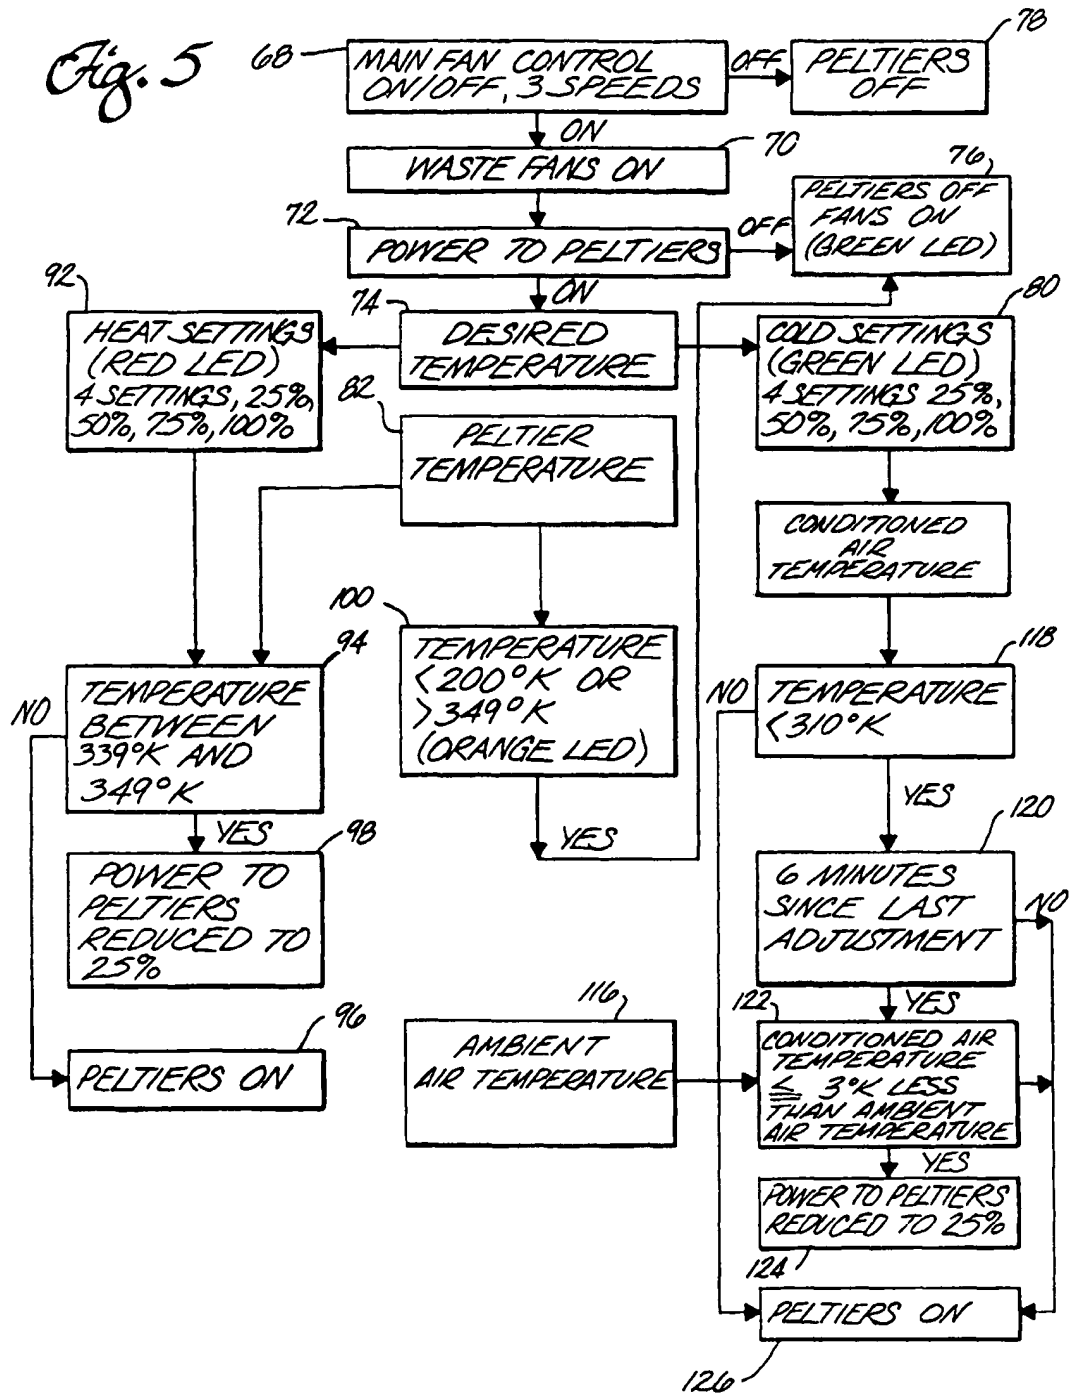 Fig. 5
68
MAIN FAN CONTROL
ON/OFF, 3 SPEEDS
OFF
78
PELTIERS
OFF
ON
70
WASTE FANS ON
72
POWER TO PELTIERS
OFF
76
PELTIERS OFF
FANS ON
(GREEN LED)
ON
92
HEAT SETTINGS
(RED LED)
4 SETTINGS, 25%,
50%, 75%, 100%
74
DESIRED
TEMPERATURE
80
COLD SETTINGS
(GREEN LED)
4 SETTINGS 25%,
50%, 75%, 100%
82
PELTIER
TEMPERATURE
CONDITIONED
AIR
TEMPERATURE
94
NO
TEMPERATURE
BETWEEN
339°K AND
349°K
100
TEMPERATURE
<200°K OR
>349°K
(ORANGE LED)
118
NO
TEMPERATURE
<310°K
YES
98
POWER TO
PELTIERS
REDUCED TO
25%
YES
YES
120
6 MINUTES
SINCE LAST
ADJUSTMENT
NO
96
PELTIERS ON
116
AMBIENT
AIR TEMPERATURE
YES
122
CONDITIONED AIR
TEMPERATURE
≤ 3°K LESS
THAN AMBIENT
AIR TEMPERATURE
YES
POWER TO PELTIERS
REDUCED TO 25%
124
PELTIERS ON
126